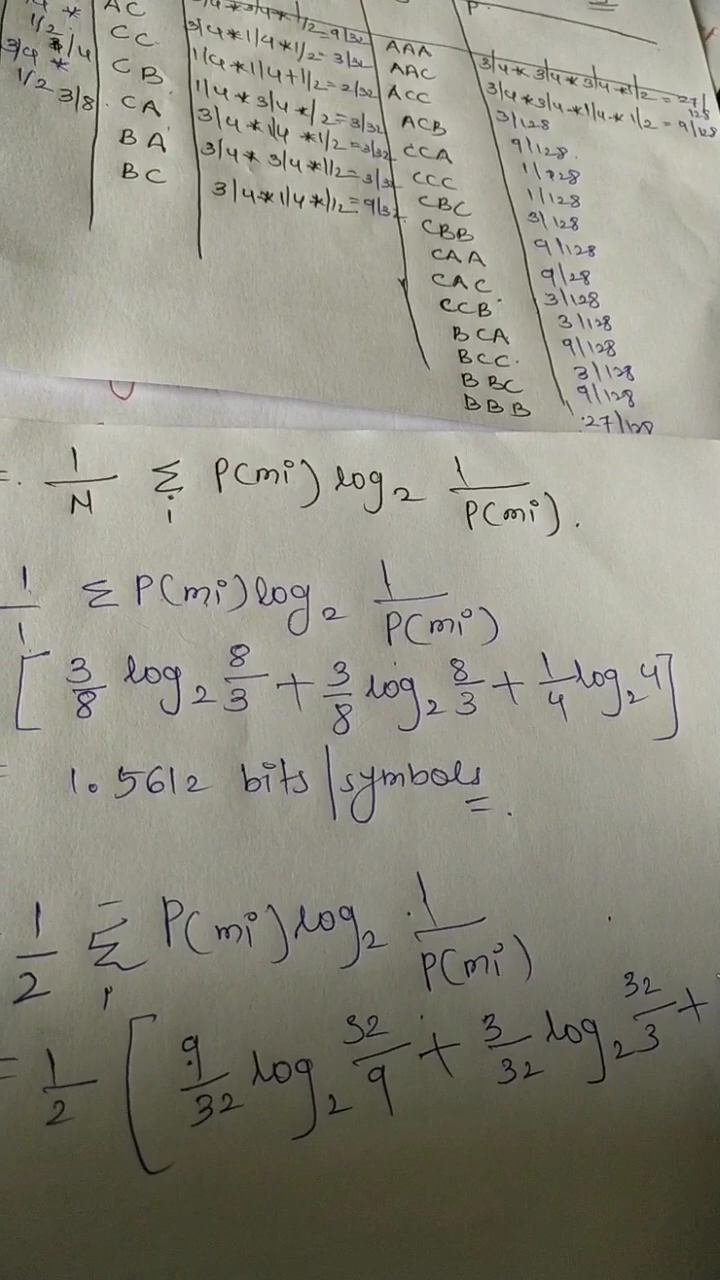 AC
CC
CB
CA
BA
BC
1/2
3/4 *
1/2 3/8.
3/4*1/4*1/2=3/32
1/4*1/4+1/2=2/32
1/4*3/4*/2=3/32
3/4*1/4*1/2=3/32
3/4*3/4*1/2=3/32
3/4*1/4*1/2=9/32
AAA
AAC
ACC
ACB
CCA
CCC
CBC
CBB
CAA
CAC
CCB
BCA
BCC.
BBC
BBB
P.
3/4*3/4*3/4*1/2=27/128
3/4*3/4*1/4*1/2=9/128
3/128
9/128.
1/128
1/128
3/128
9/128
9/28
3/128
3/128
9/128
3/128
9/128
27/128
=. 1/N Σi P(mi) log2 1/P(mi).
1/1 Σ P(mi) log2 1/P(mi)
[3/8 log2 8/3 + 3/8 log2 8/3 + 1/4 log2 4]
= 1.5612 bits/symbols.
1/2 Σ P(mi) log2 1/P(mi)
= 1/2 [9/32 log2 32/9 + 3/32 log2 32/3 +